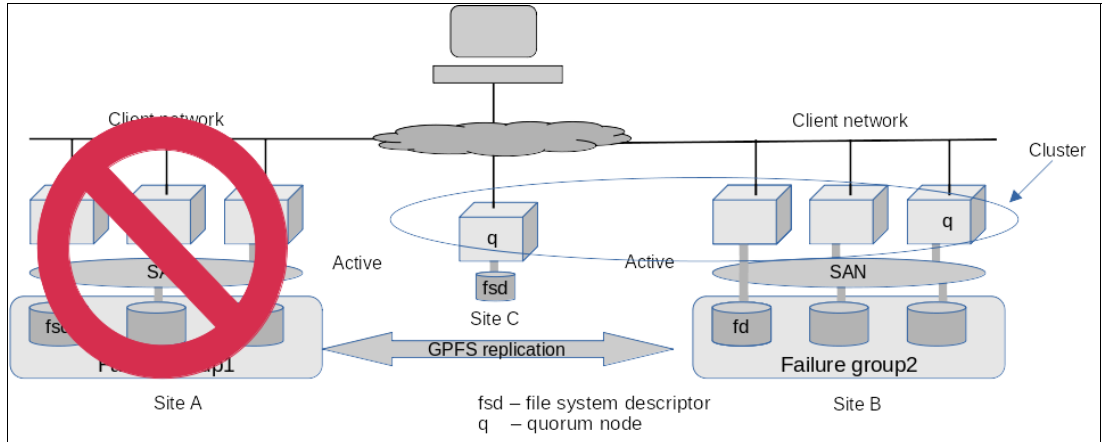 Client network
Client network
Cluster
q
q
Active
Active
SAN
fsd
Site C
fd
GPFS replication
Failure group2
Site A
fsd – file system descriptor
Site B
q – quorum node